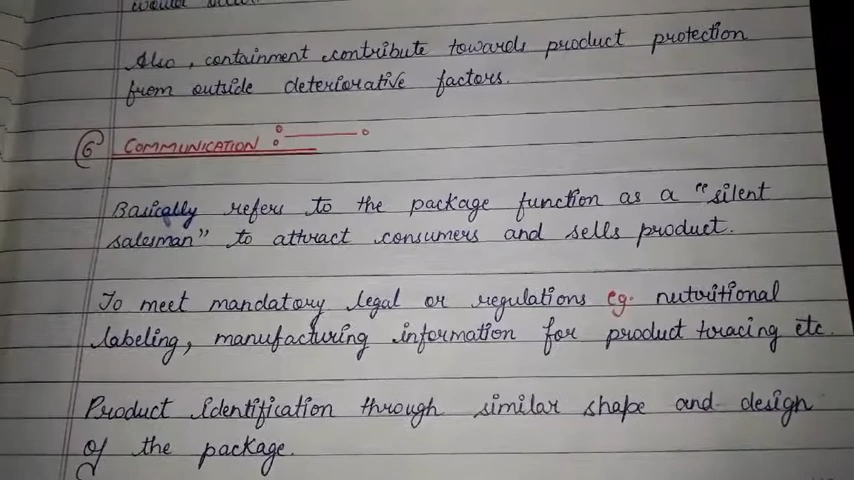 Also, containment contribute towards product protection
from outside deteriorative factors.
6 COMMUNICATION :
Basically refers to the package function as a "silent
salesman" to attract consumers and sells product.
To meet mandatory legal or regulations eg. nutritional
labeling, manufacturing information for product tracing etc.
Product identification through similar shape and design
of the package.